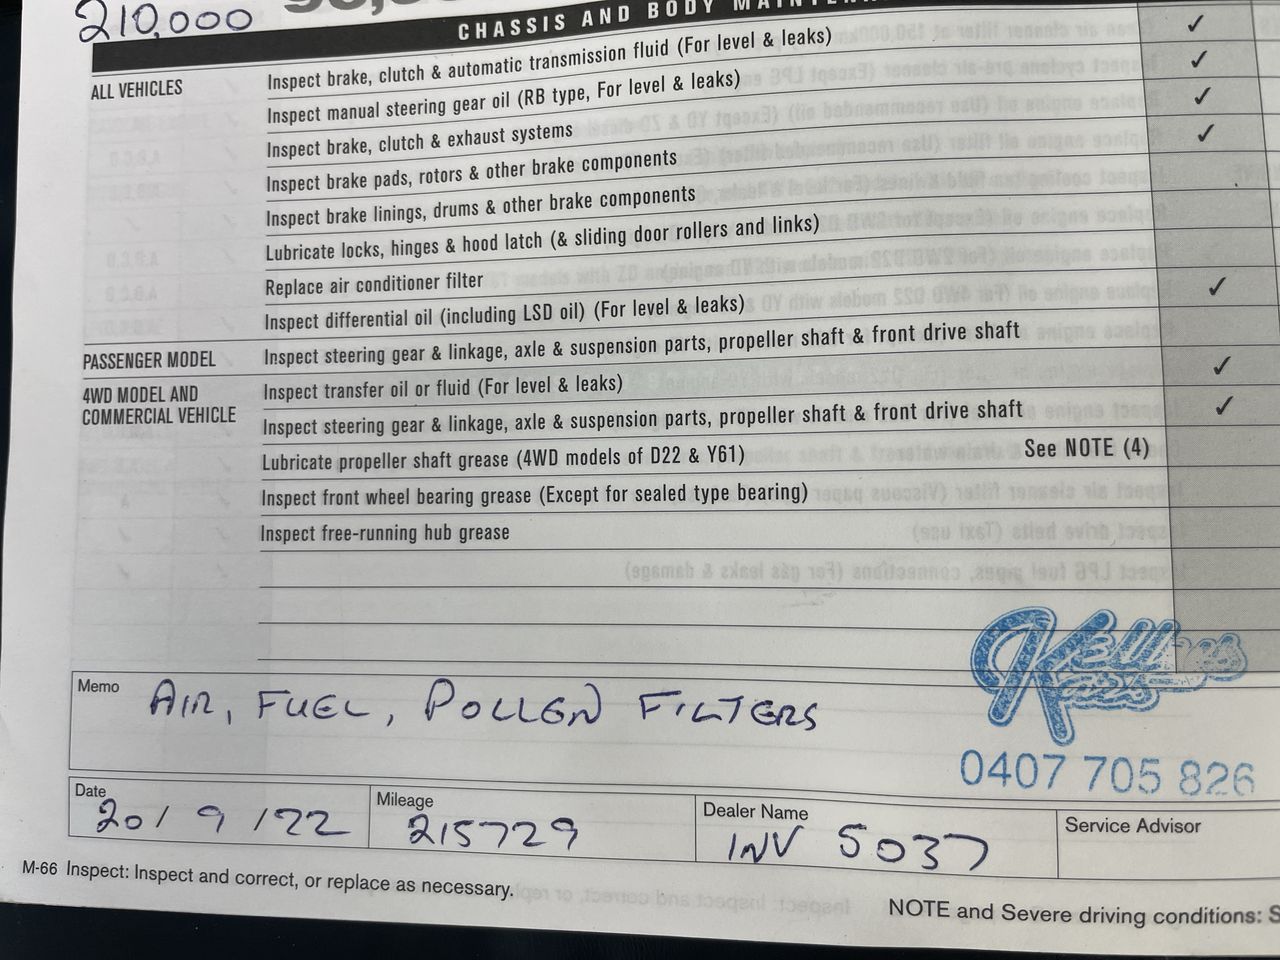 210,000
CHASSIS AND BODY
ALL VEHICLES
Inspect brake, clutch & automatic transmission fluid (For level & leaks)
Inspect manual steering gear oil (RB type, For level & leaks)
Inspect brake, clutch & exhaust systems
Inspect brake pads, rotors & other brake components
Inspect brake linings, drums & other brake components
Lubricate locks, hinges & hood latch (& sliding door rollers and links)
Replace air conditioner filter
Inspect differential oil (including LSD oil) (For level & leaks)
PASSENGER MODEL
Inspect steering gear & linkage, axle & suspension parts, propeller shaft & front drive shaft
4WD MODEL AND
COMMERCIAL VEHICLE
Inspect transfer oil or fluid (For level & leaks)
Inspect steering gear & linkage, axle & suspension parts, propeller shaft & front drive shaft
Lubricate propeller shaft grease (4WD models of D22 & Y61) See NOTE (4)
Inspect front wheel bearing grease (Except for sealed type bearing)
Inspect free-running hub grease
Memo AIR, FUEL, POLLEN FILTERS
0407 705 826
Date 20/9/22
Mileage 215729
Dealer Name INV 5037
Service Advisor
M-66 Inspect: Inspect and correct, or replace as necessary.
NOTE and Severe driving conditions: